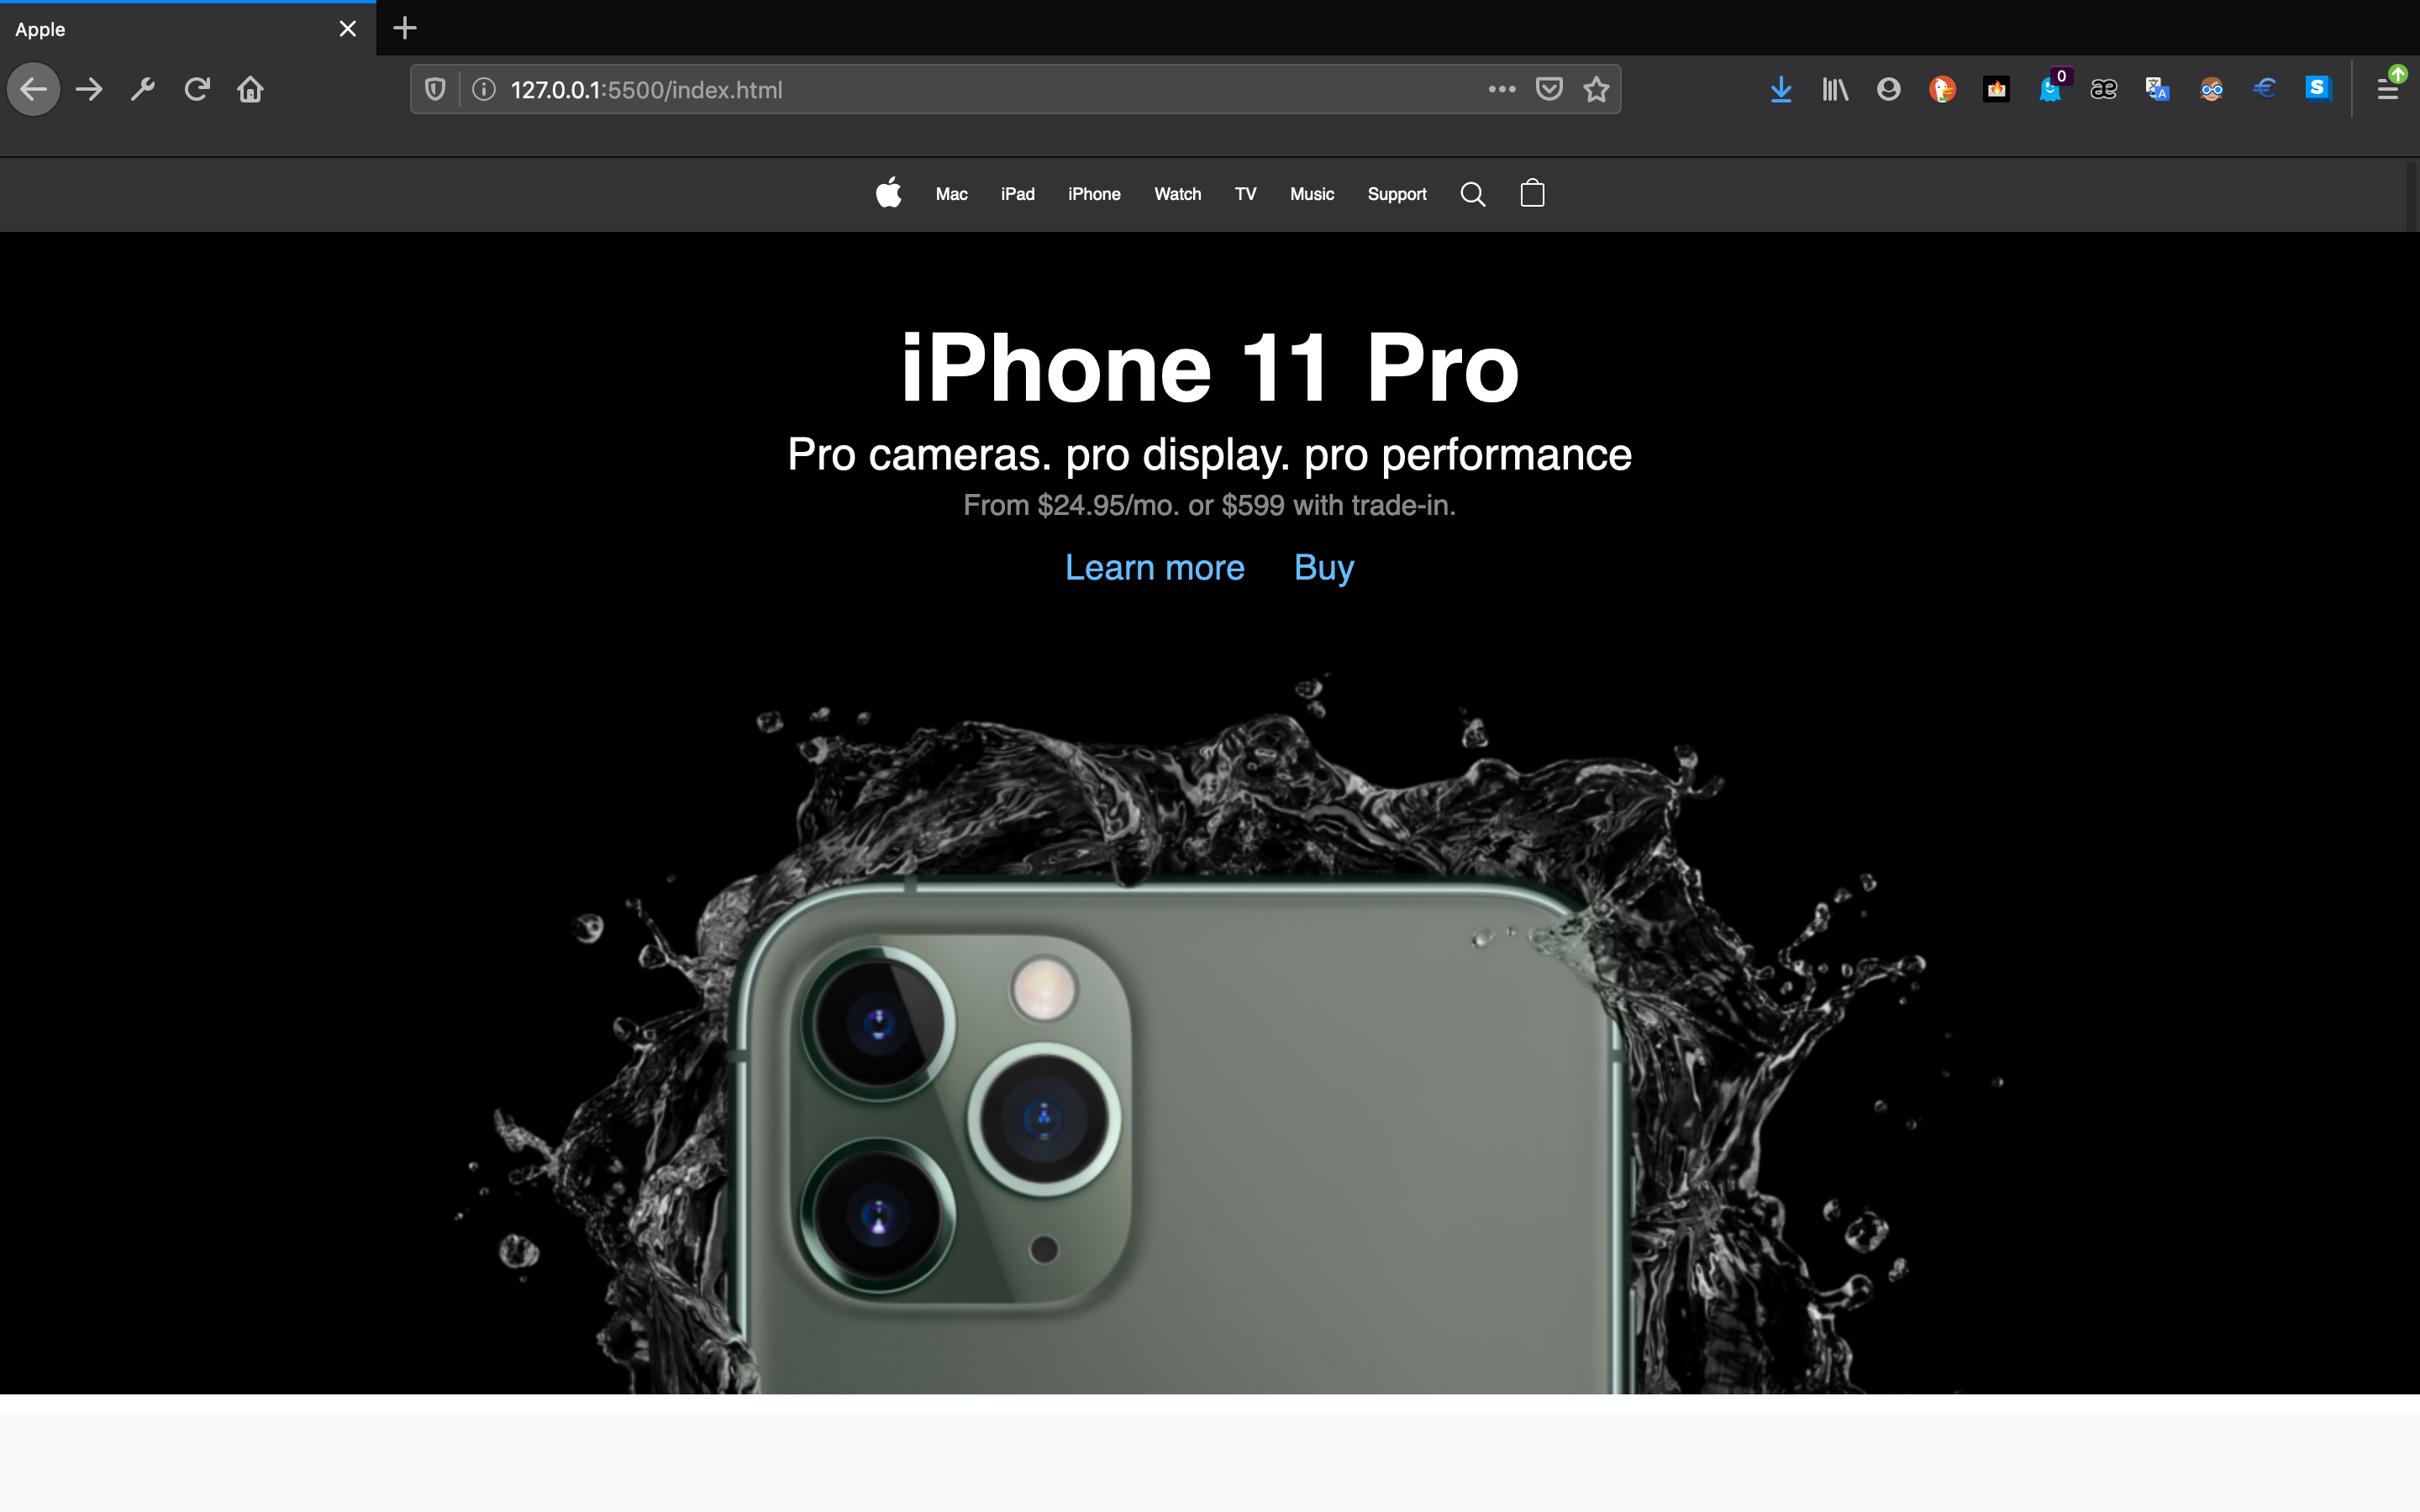 Apple
127.0.0.1:5500/index.html
0
æ
A
S
Mac iPad iPhone Watch TV Music Support
iPhone 11 Pro
Pro cameras. pro display. pro performance
From $24.95/mo. or $599 with trade-in.
Learn more Buy